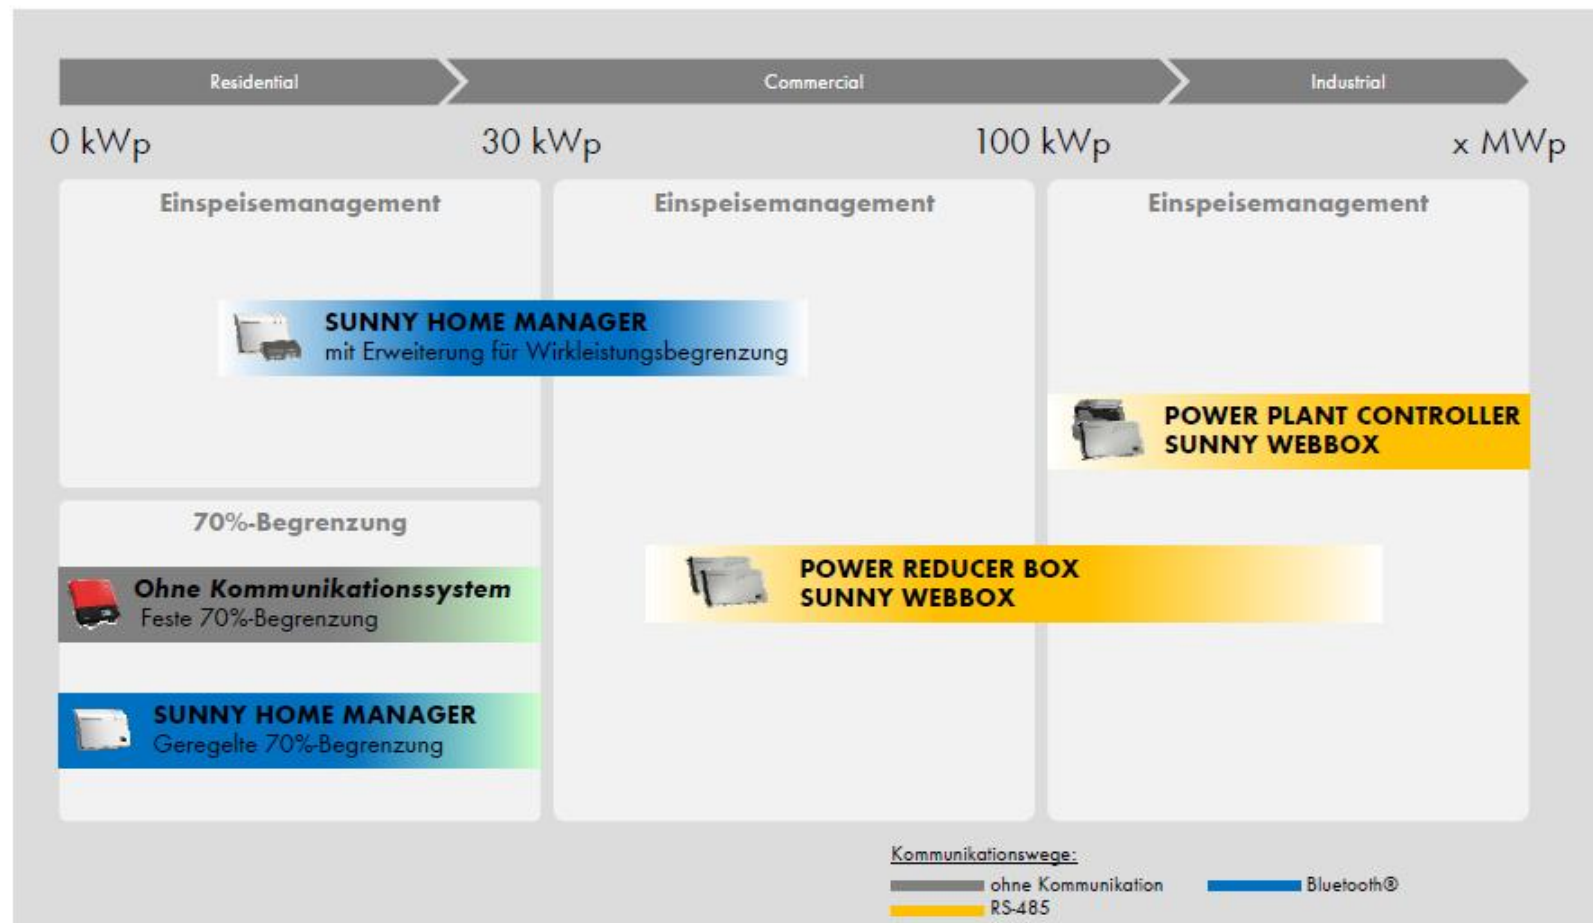 Residential
Commercial
Industrial
0 kWp
30 kWp
100 kWp
x MWp
Einspeisemanagement
Einspeisemanagement
Einspeisemanagement
SUNNY HOME MANAGER
mit Erweiterung für Wirkleistungsbegrenzung
POWER PLANT CONTROLLER
SUNNY WEBBOX
70%-Begrenzung
Ohne Kommunikationssystem
Feste 70%-Begrenzung
POWER REDUCER BOX
SUNNY WEBBOX
SUNNY HOME MANAGER
Geregelte 70%-Begrenzung
Kommunikationswege:
ohne Kommunikation
Bluetooth®
RS-485